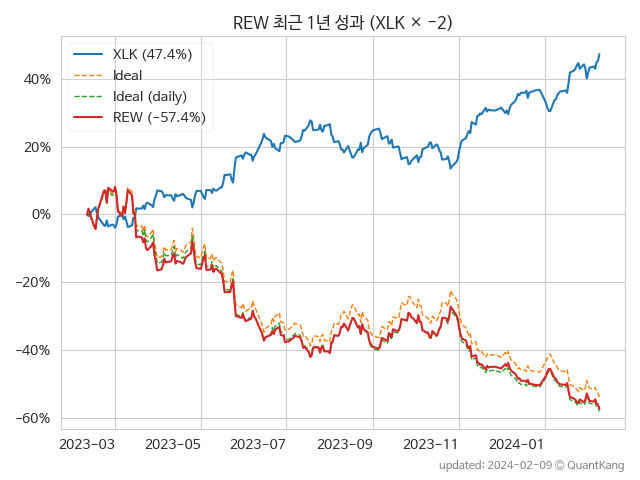 REW 최근 1년 성과 (XLK × −2)
XLK (47.4%)
Ideal
Ideal (daily)
REW (−57.4%)
40%
20%
0%
−20%
−40%
−60%
2023−03 2023−05 2023−07 2023−09 2023−11 2024−01
updated: 2024−02−09 © QuantKang